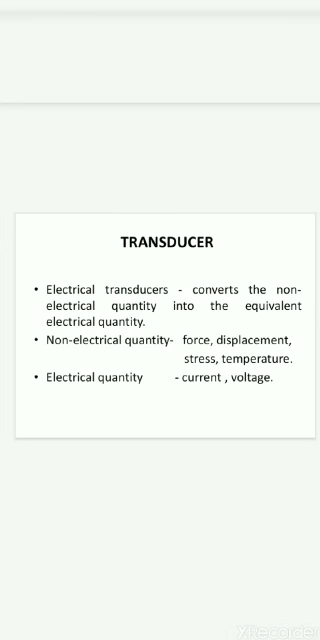 TRANSDUCER
• Electrical transducers - converts the non-
electrical quantity into the equivalent
electrical quantity.
• Non-electrical quantity- force, displacement,
stress, temperature.
• Electrical quantity - current , voltage.
XRecorder